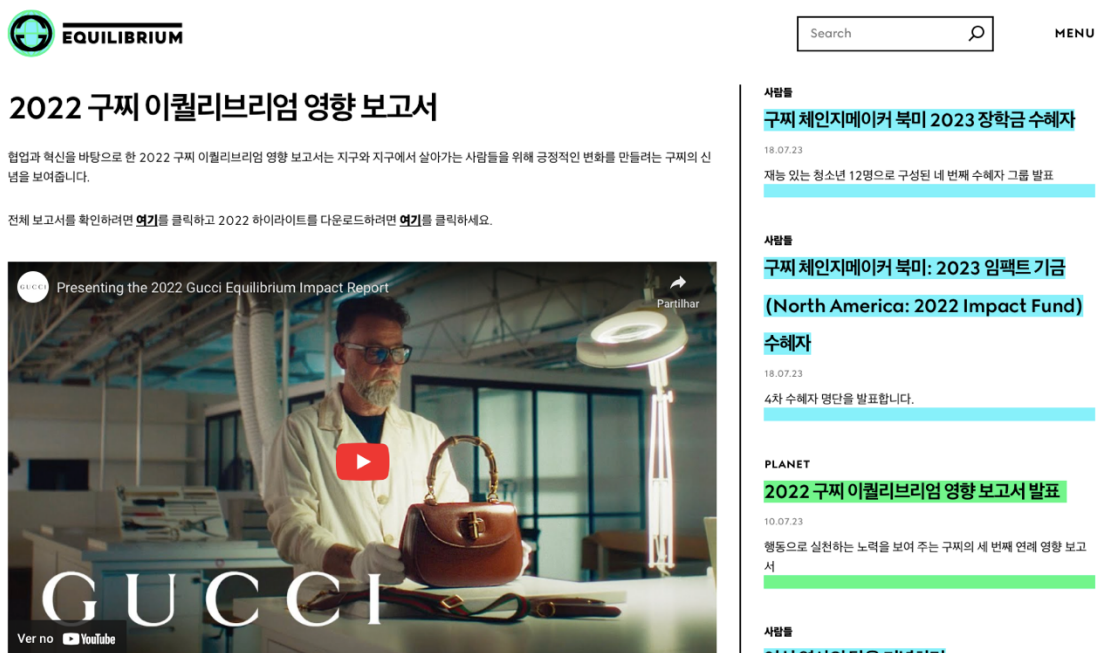 EQUILIBRIUM
Search
MENU
2022 구찌 이퀄리브리엄 영향 보고서
협업과 혁신을 바탕으로 한 2022 구찌 이퀄리브리엄 영향 보고서는 지구와 지구에서 살아가는 사람들을 위해 긍정적인 변화를 만들려는 구찌의 신
념을 보여줍니다.
전체 보고서를 확인하려면 여기를 클릭하고 2022 하이라이트를 다운로드하려면 여기를 클릭하세요.
GUCCI
Presenting the 2022 Gucci Equilibrium Impact Report
Partilhar
GUCCI
Ver no YouTube
사람들
구찌 체인지메이커 북미 2023 장학금 수혜자
18.07.23
재능 있는 청소년 12명으로 구성된 네 번째 수혜자 그룹 발표
사람들
구찌 체인지메이커 북미: 2023 임팩트 기금
(North America: 2022 Impact Fund)
수혜자
18.07.23
4차 수혜자 명단을 발표합니다.
PLANET
2022 구찌 이퀄리브리엄 영향 보고서 발표
10.07.23
행동으로 실천하는 노력을 보여 주는 구찌의 세 번째 연례 영향 보고
서
사람들